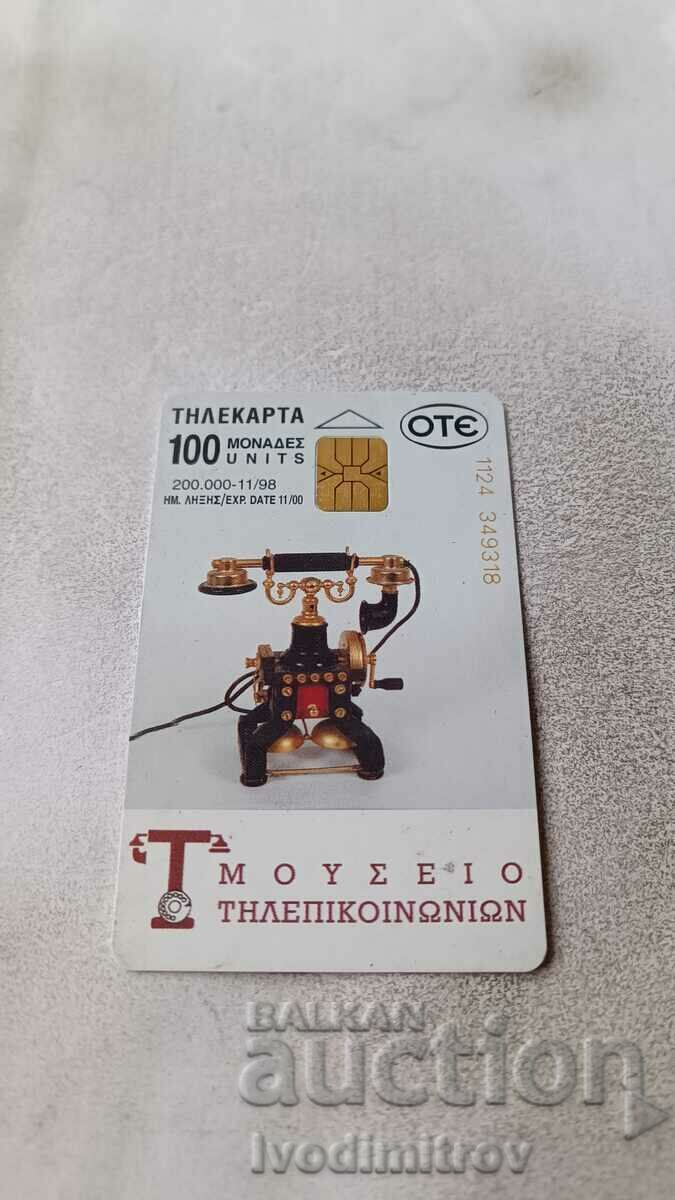 ΤΗΛΕΚΑΡΤΑ
100 ΜΟΝΑΔΕΣ
UNITS
200.000-11/98
ΗΜ. ΛΗΞΗΣ/EXP. DATE 11/00
ΟΤΕ
1124 349318
ΜΟΥΣΕΙΟ
ΤΗΛΕΠΙΚΟΙΝΩΝΙΩΝ
BALKAN
auction
Ivodimitrov